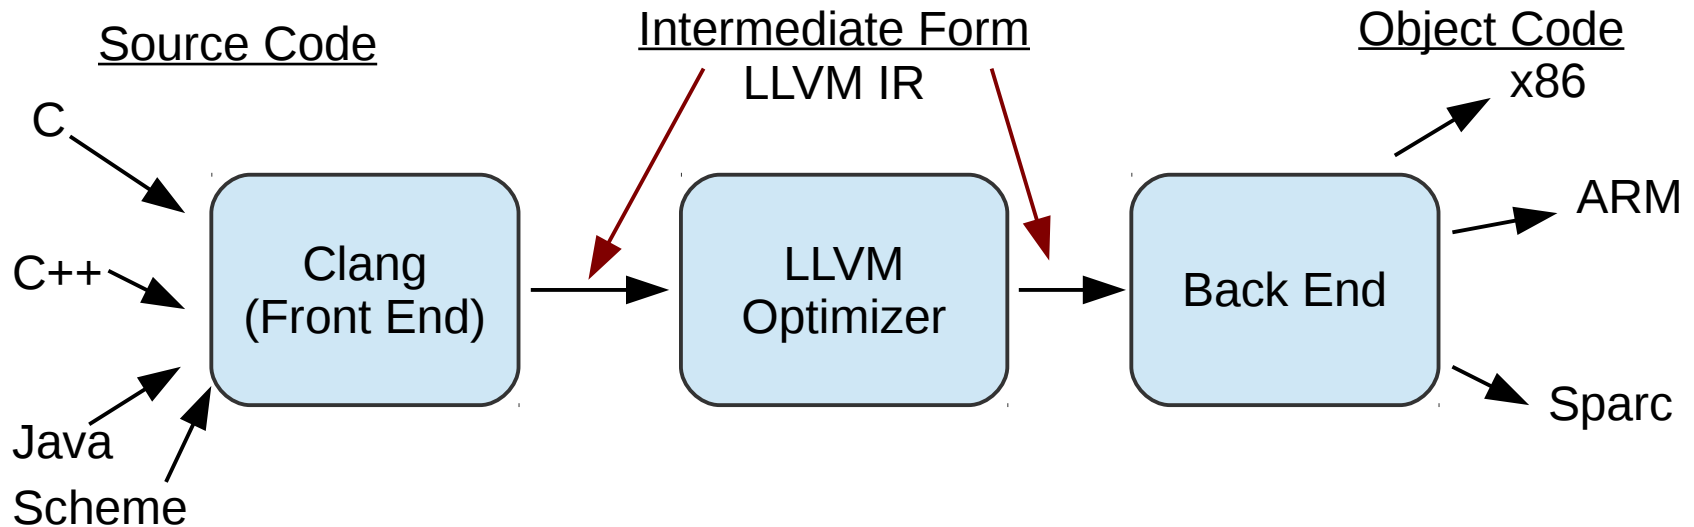 Source Code
Intermediate Form
LLVM IR
Object Code
x86
C
C++
Java
Scheme
Clang
(Front End)
LLVM
Optimizer
Back End
ARM
Sparc